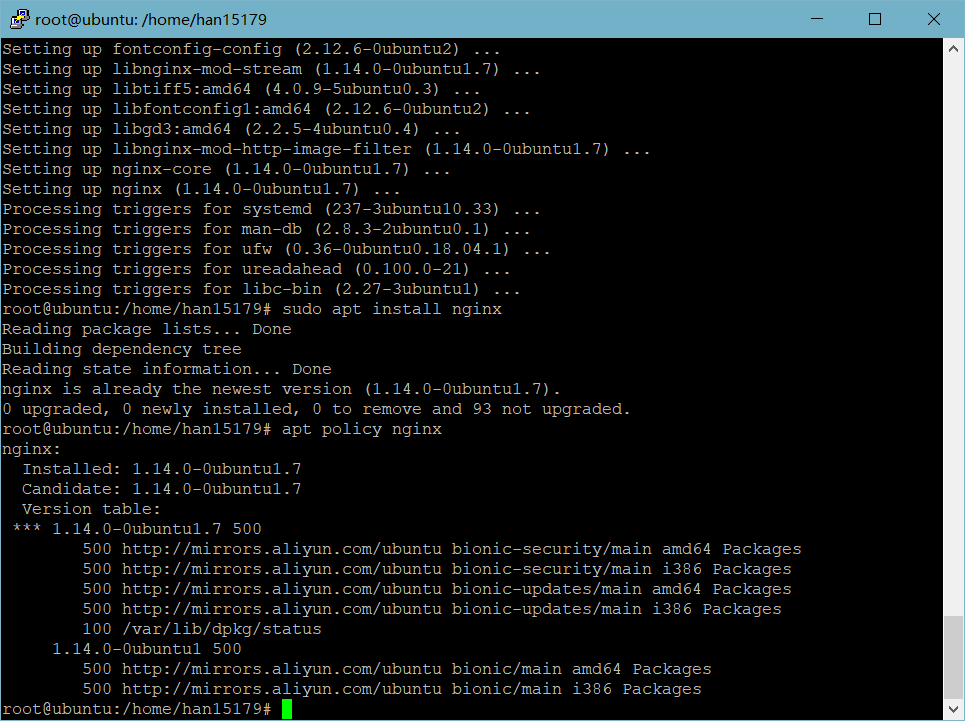 root@ubuntu: /home/han15179
Setting up fontconfig-config (2.12.6-0ubuntu2) ...
Setting up libnginx-mod-stream (1.14.0-0ubuntu1.7) ...
Setting up libtiff5:amd64 (4.0.9-5ubuntu0.3) ...
Setting up libfontconfig1:amd64 (2.12.6-0ubuntu2) ...
Setting up libgd3:amd64 (2.2.5-4ubuntu0.4) ...
Setting up libnginx-mod-http-image-filter (1.14.0-0ubuntu1.7) ...
Setting up nginx-core (1.14.0-0ubuntu1.7) ...
Setting up nginx (1.14.0-0ubuntu1.7) ...
Processing triggers for systemd (237-3ubuntu10.33) ...
Processing triggers for man-db (2.8.3-2ubuntu0.1) ...
Processing triggers for ufw (0.36-0ubuntu0.18.04.1) ...
Processing triggers for ureadahead (0.100.0-21) ...
Processing triggers for libc-bin (2.27-3ubuntu1) ...
root@ubuntu:/home/han15179# sudo apt install nginx
Reading package lists... Done
Building dependency tree
Reading state information... Done
nginx is already the newest version (1.14.0-0ubuntu1.7).
0 upgraded, 0 newly installed, 0 to remove and 93 not upgraded.
root@ubuntu:/home/han15179# apt policy nginx
nginx:
  Installed: 1.14.0-0ubuntu1.7
  Candidate: 1.14.0-0ubuntu1.7
  Version table:
 *** 1.14.0-0ubuntu1.7 500
        500 http://mirrors.aliyun.com/ubuntu bionic-security/main amd64 Packages
        500 http://mirrors.aliyun.com/ubuntu bionic-security/main i386 Packages
        500 http://mirrors.aliyun.com/ubuntu bionic-updates/main amd64 Packages
        500 http://mirrors.aliyun.com/ubuntu bionic-updates/main i386 Packages
        100 /var/lib/dpkg/status
     1.14.0-0ubuntu1 500
        500 http://mirrors.aliyun.com/ubuntu bionic/main amd64 Packages
        500 http://mirrors.aliyun.com/ubuntu bionic/main i386 Packages
root@ubuntu:/home/han15179#